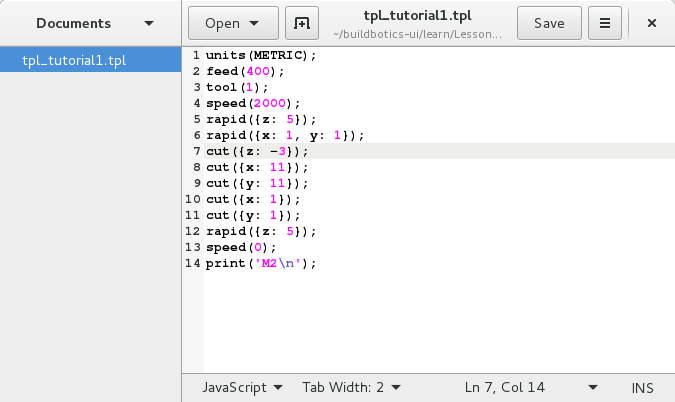 Documents
Open
tpl_tutorial1.tpl
~/buildbotics-ui/learn/Lesson...
Save
tpl_tutorial1.tpl
1 units(METRIC);
2 feed(400);
3 tool(1);
4 speed(2000);
5 rapid({z: 5});
6 rapid({x: 1, y: 1});
7 cut({z: -3});
8 cut({x: 11});
9 cut({y: 11});
10 cut({x: 1});
11 cut({y: 1});
12 rapid({z: 5});
13 speed(0);
14 print('M2\n');
JavaScript Tab Width: 2 Ln 7, Col 14 INS